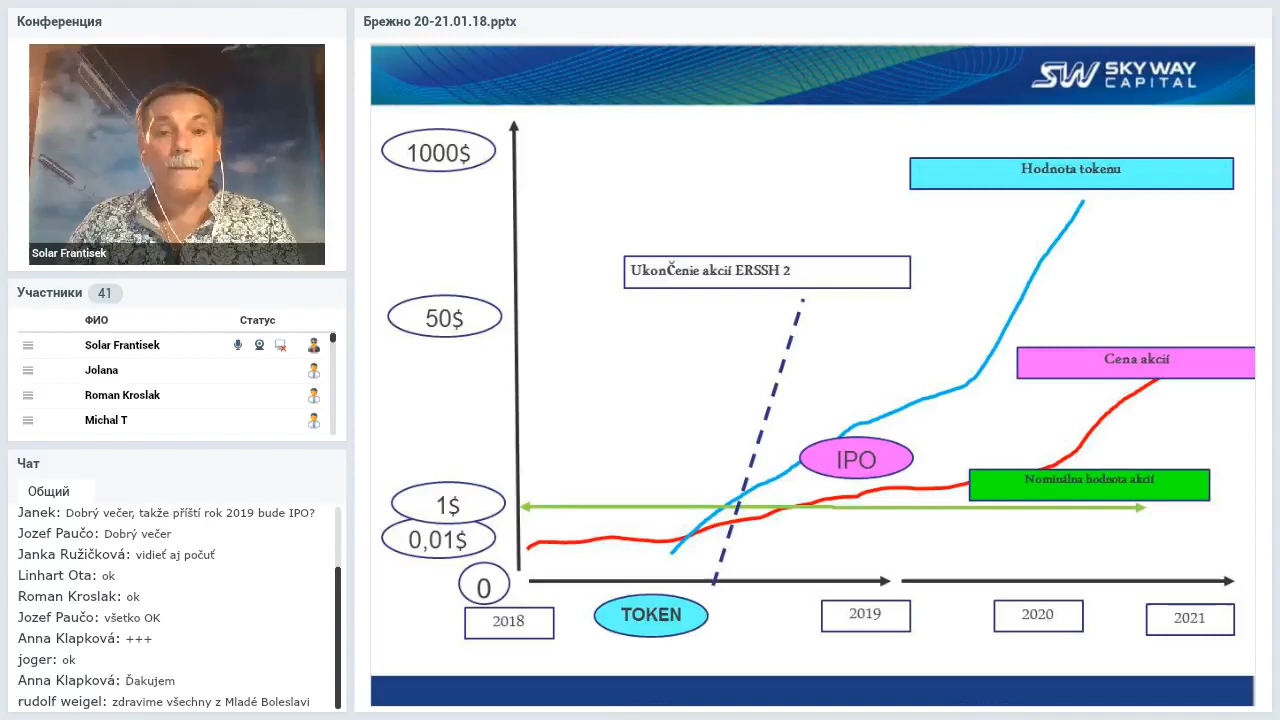 Конференция
Solar Frantisek
Участники 41
ФИО Статус
Solar Frantisek
Jolana
Roman Kroslak
Michal T
Чат
Общий
Janek: Dobrý večer, takže příští rok 2019 bude IPO?
Jozef Paučo: Dobrý večer
Janka Ružičková: vidieť aj počuť
Linhart Ota: ok
Roman Kroslak: ok
Jozef Paučo: všetko OK
Anna Klapková: +++
joger: ok
Anna Klapková: Ďakujem
rudolf weigel: zdravime všechny z Mladé Boleslavi
Брежно 20-21.01.18.pptx
SW SKY WAY
CAPITAL
1000$
Hodnota tokenu
UkonČenie akcií ERSSH 2
50$
Cena akcií
IPO
Nominálna hodnota akcií
1$
0,01$
0
2018
TOKEN
2019
2020
2021